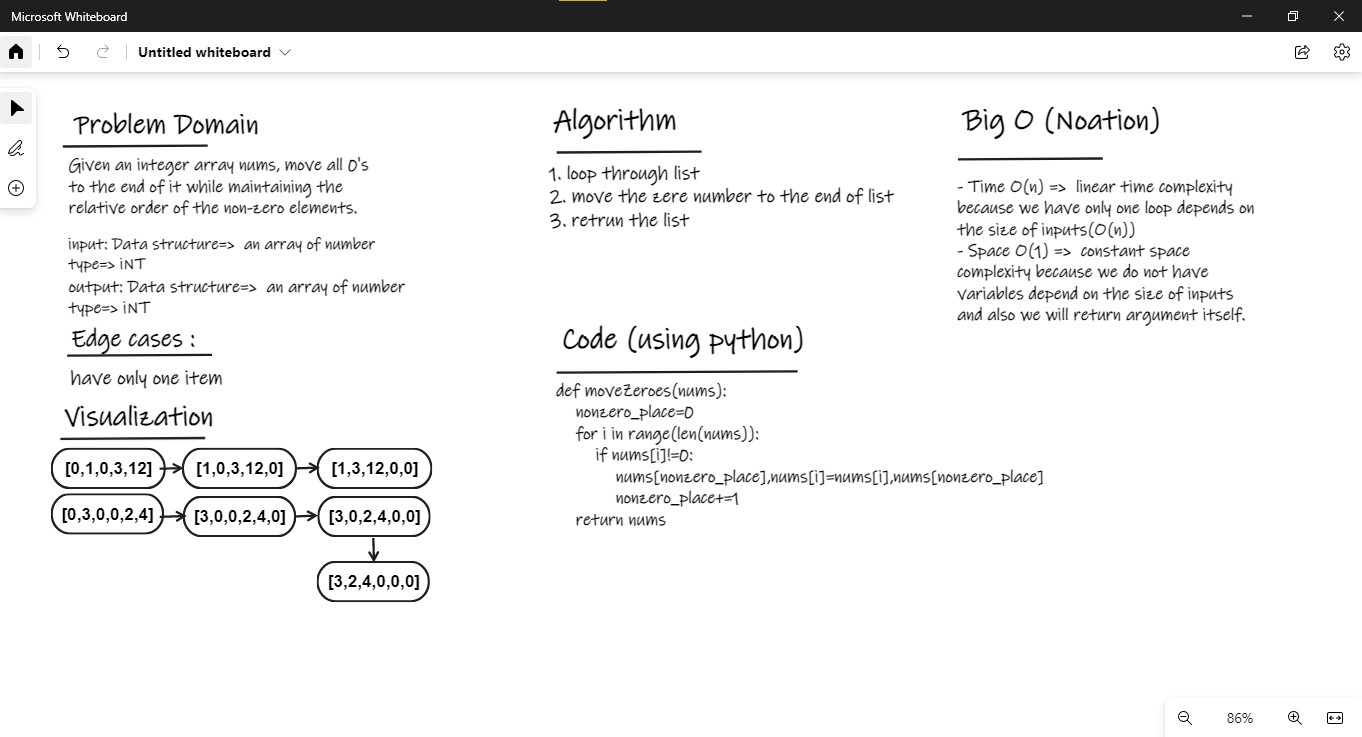 Microsoft Whiteboard
Untitled whiteboard
Problem Domain
Given an integer array nums, move all 0's
to the end of it while maintaining the
relative order of the non-zero elements.
input: Data structure=> an array of number
type=> iNT
output: Data structure=> an array of number
type=> iNT
Edge cases :
have only one item
Visualization
[0,1,0,3,12]
[1,0,3,12,0]
[1,3,12,0,0]
[0,3,0,0,2,4]
[3,0,0,2,4,0]
[3,0,2,4,0,0]
[3,2,4,0,0,0]
Algorithm
1. loop through list
2. move the zere number to the end of list
3. retrun the list
Code (using python)
def moveZeroes(nums):
nonzero_place=0
for i in range(len(nums)):
if nums[i]!=0:
nums[nonzero_place],nums[i]=nums[i],nums[nonzero_place]
nonzero_place+=1
return nums
Big O (Noation)
- Time O(n) => linear time complexity
because we have only one loop depends on
the size of inputs(O(n))
- Space O(1) => constant space
complexity because we do not have
variables depend on the size of inputs
and also we will return argument itself.
86%